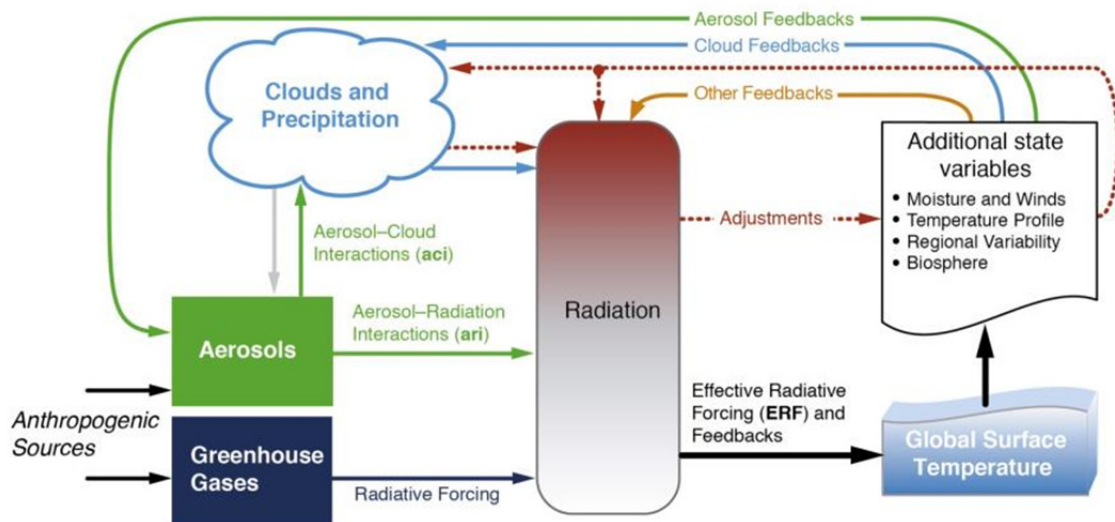 Aerosol Feedbacks
Cloud Feedbacks
Other Feedbacks
Clouds and
Precipitation
Additional state
variables
• Moisture and Winds
• Temperature Profile
• Regional Variability
• Biosphere
Adjustments
Aerosol–Cloud
Interactions (aci)
Aerosol–Radiation
Interactions (ari)
Radiation
Aerosols
Anthropogenic
Sources
Greenhouse
Gases
Radiative Forcing
Effective Radiative
Forcing (ERF) and
Feedbacks
Global Surface
Temperature